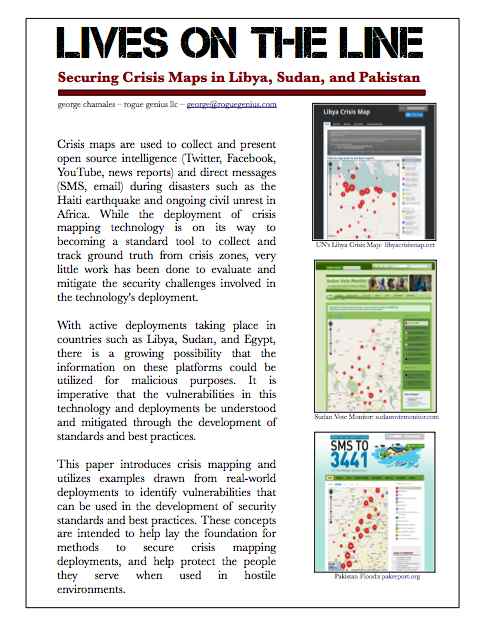 LIVES ON THE LINE
Securing Crisis Maps in Libya, Sudan, and Pakistan
george chamales – rogue genius llc – george@roguegenius.com
Crisis maps are used to collect and present
open source intelligence (Twitter, Facebook,
YouTube, news reports) and direct messages
(SMS, email) during disasters such as the
Haiti earthquake and ongoing civil unrest in
Africa. While the deployment of crisis
mapping technology is on its way to
becoming a standard tool to collect and
track ground truth from crisis zones, very
little work has been done to evaluate and
mitigate the security challenges involved in
the technology's deployment.
With active deployments taking place in
countries such as Libya, Sudan, and Egypt,
there is a growing possibility that the
information on these platforms could be
utilized for malicious purposes. It is
imperative that the vulnerabilities in this
technology and deployments be understood
and mitigated through the development of
standards and best practices.
This paper introduces crisis mapping and
utilizes examples drawn from real-world
deployments to identify vulnerabilities that
can be used in the development of security
standards and best practices. These concepts
are intended to help lay the foundation for
methods to secure crisis mapping
deployments, and help protect the people
they serve when used in hostile
environments.
Libya Crisis Map
UN's Libya Crisis Map: libyacrisismap.net
Sudan Vote Monitor
Sudan Vote Monitor: sudanvotemonitor.com
SMS TO
3441
Pakistan Floods: pakreport.org